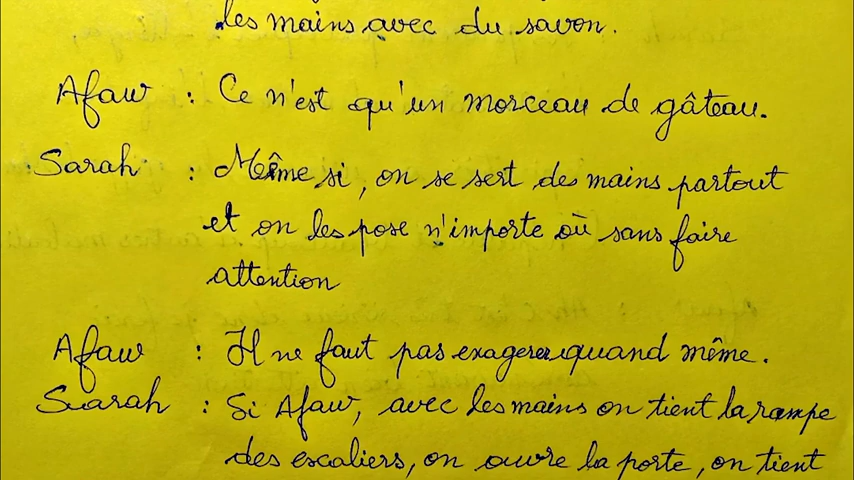 les mains avec du savon.
Afaw : Ce n'est qu'un morceau de gâteau.
Sarah : Même si, on se sert des mains partout
et on les pose n'importe où sans faire
attention
Afaw : Il ne faut pas exagerer quand même.
Sarah : Si Afaw, avec les mains on tient la rampe
des escaliers, on ouvre la porte, on tient